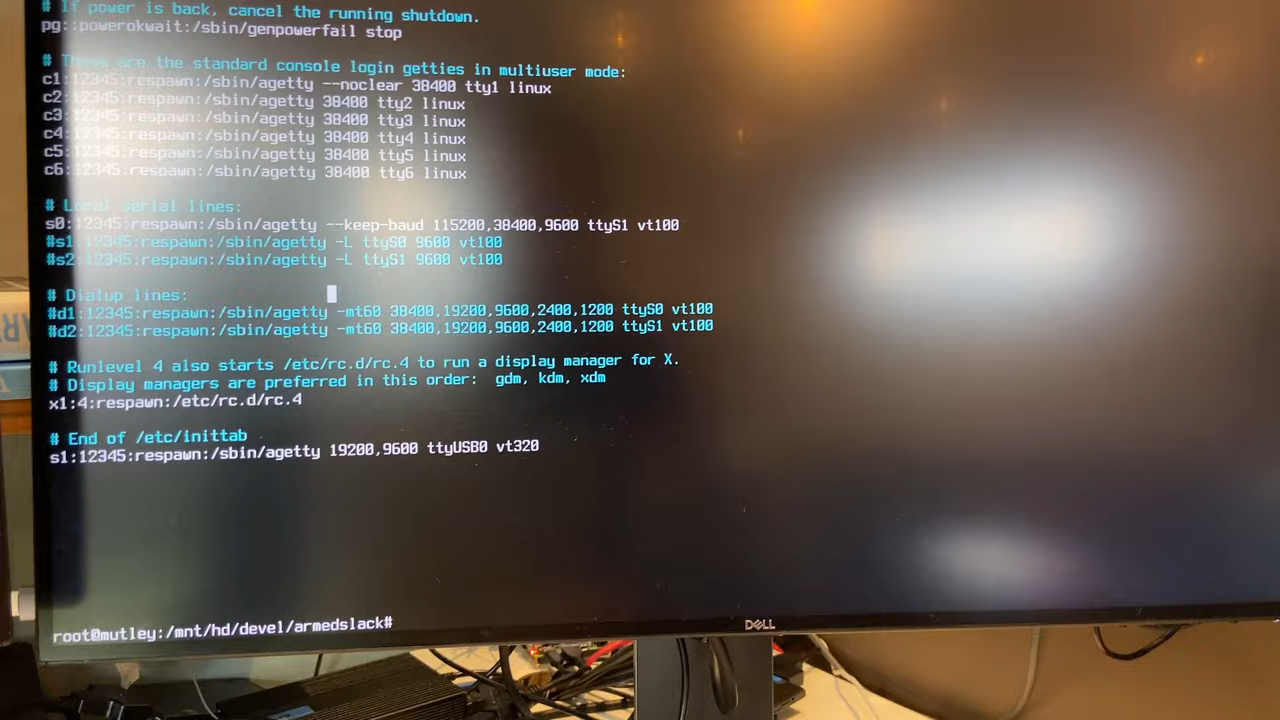 # If power is back, cancel the running shutdown.
pg::powerokwait:/sbin/genpowerfail stop
# These are the standard console login getties in multiuser mode:
c1:12345:respawn:/sbin/agetty --noclear 38400 tty1 linux
c2:12345:respawn:/sbin/agetty 38400 tty2 linux
c3:12345:respawn:/sbin/agetty 38400 tty3 linux
c4:12345:respawn:/sbin/agetty 38400 tty4 linux
c5:12345:respawn:/sbin/agetty 38400 tty5 linux
c6:12345:respawn:/sbin/agetty 38400 tty6 linux
# Local serial lines:
s0:12345:respawn:/sbin/agetty --keep-baud 115200,38400,9600 ttyS1 vt100
#s1:12345:respawn:/sbin/agetty -L ttyS0 9600 vt100
#s2:12345:respawn:/sbin/agetty -L ttyS1 9600 vt100
# Dialup lines:
#d1:12345:respawn:/sbin/agetty -mt60 38400,19200,9600,2400,1200 ttyS0 vt100
#d2:12345:respawn:/sbin/agetty -mt60 38400,19200,9600,2400,1200 ttyS1 vt100
# Runlevel 4 also starts /etc/rc.d/rc.4 to run a display manager for X.
# Display managers are preferred in this order:  gdm, kdm, xdm
x1:4:respawn:/etc/rc.d/rc.4
# End of /etc/inittab
s1:12345:respawn:/sbin/agetty 19200,9600 ttyUSB0 vt320
root@mutley:/mnt/hd/devel/armedslack#
DELL